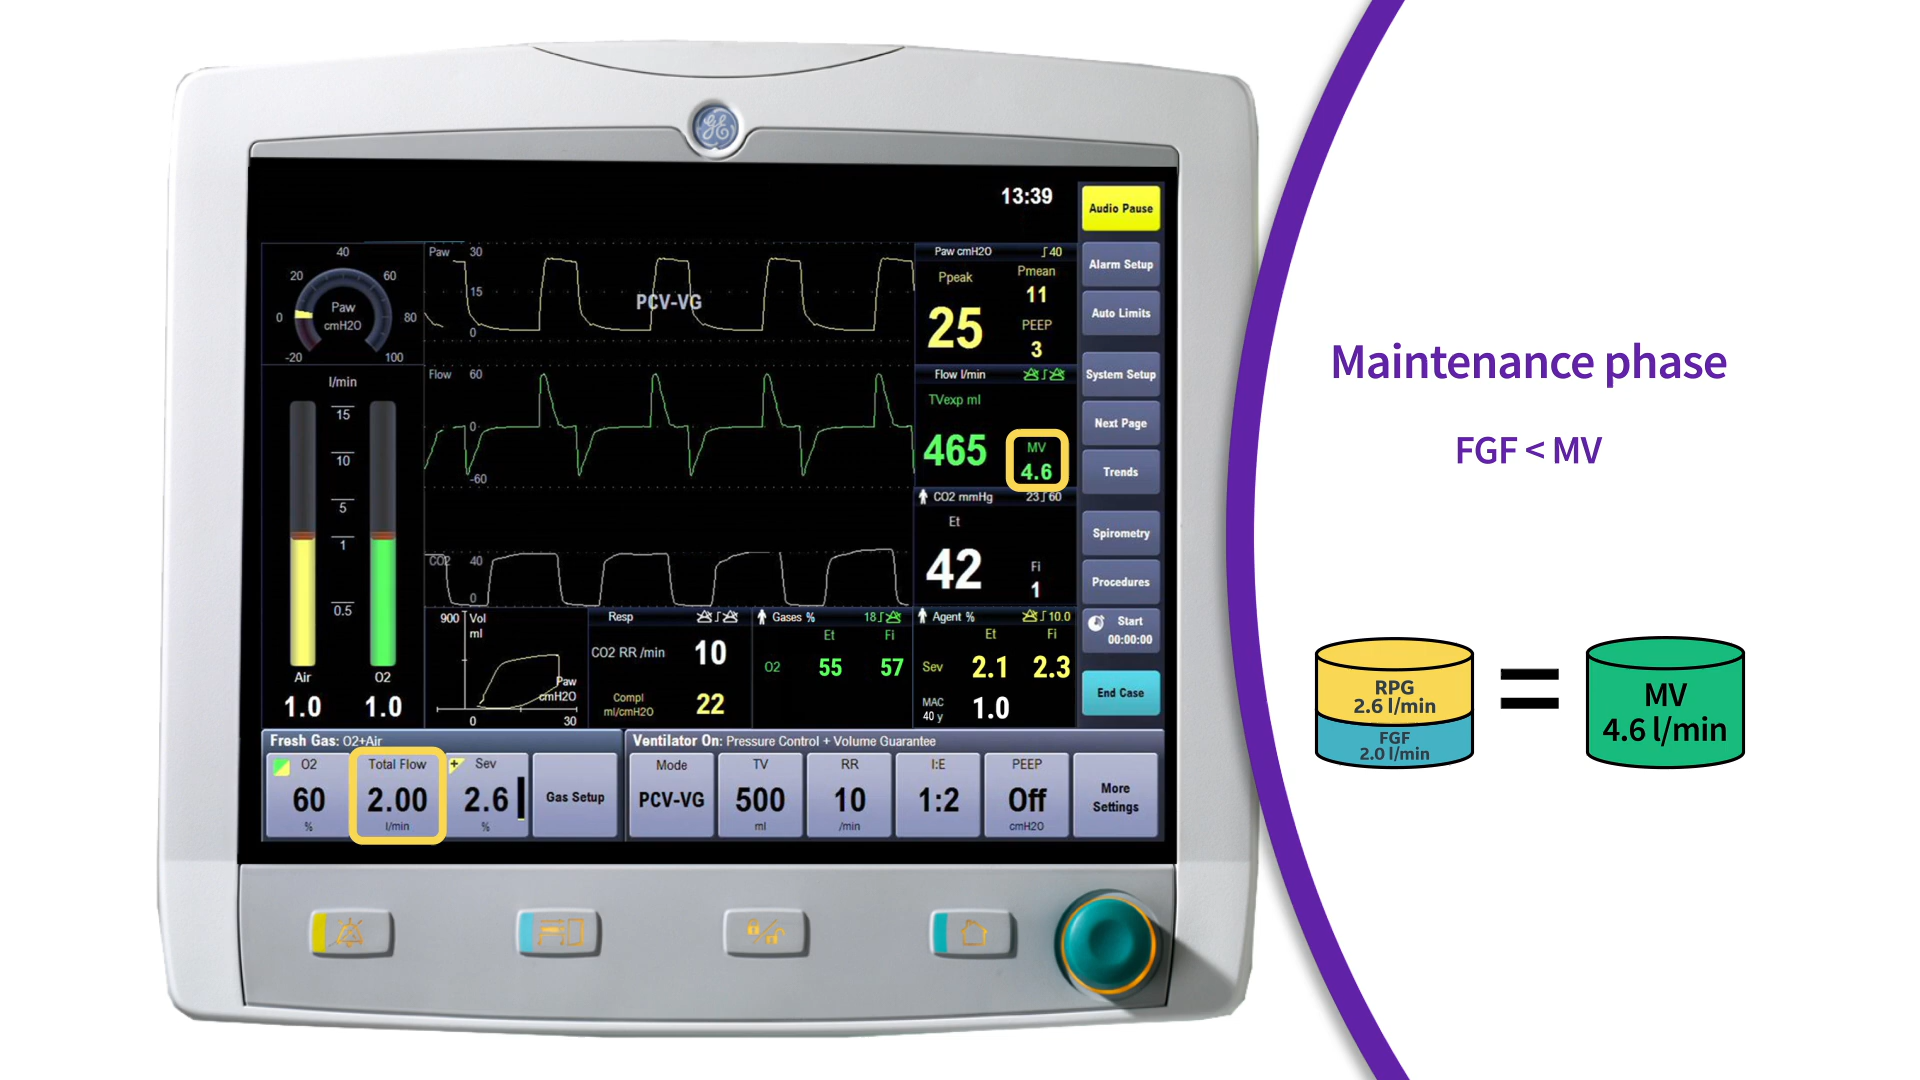 GE
13:39
Audio Pause
Alarm Setup
Auto Limits
System Setup
Next Page
Trends
Spirometry
Procedures
Start
00:00:00
End Case
40
20
60
0
80
-20
100
Paw
cmH2O
Paw
30
15
0
PCV-VG
Paw cmH2O
40
Ppeak
25
Pmean
11
PEEP
3
l/min
15
10
5
1
0.5
Air
1.0
O2
1.0
Flow
60
0
-60
Flow l/min
TVexp ml
465
MV
4.6
CO2
40
0
CO2 mmHg
23 60
Et
42
Fi
1
900
Vol
ml
Paw
cmH2O
0
30
Resp
CO2 RR /min
10
Compl
ml/cmH2O
22
Gases %
18
Et
Fi
O2
55
57
Agent %
10.0
Et
Fi
Sev
2.1
2.3
MAC
40 y
1.0
Fresh Gas: O2+Air
O2
60
%
Total Flow
2.00
l/min
Sev
2.6
%
Gas Setup
Ventilator On: Pressure Control + Volume Guarantee
Mode
PCV-VG
TV
500
ml
RR
10
/min
I:E
1:2
PEEP
Off
cmH2O
More
Settings
Maintenance phase
FGF < MV
RPG
2.6 l/min
FGF
2.0 l/min
=
MV
4.6 l/min